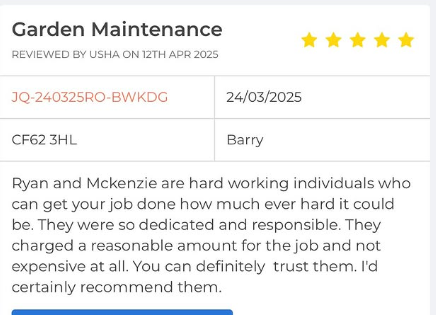 Garden Maintenance
REVIEWED BY USHA ON 12TH APR 2025
JQ-240325RO-BWKDG
24/03/2025
CF62 3HL
Barry
Ryan and Mckenzie are hard working individuals who
can get your job done how much ever hard it could
be. They were so dedicated and responsible. They
charged a reasonable amount for the job and not
expensive at all. You can definitely  trust them. I'd
certainly recommend them.